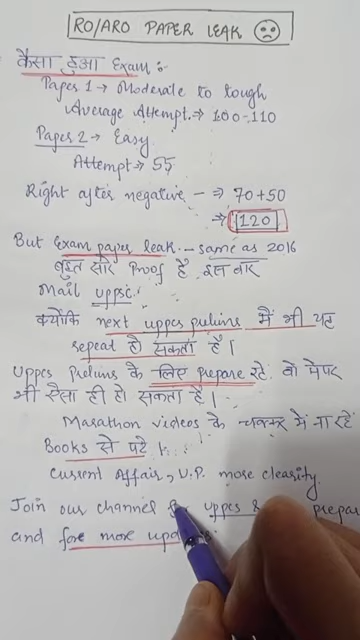 RO/ARO PAPER LEAK
कैसा हुआ Exam :-
Paper 1 → Moderate to tough
Average Attempt ⇒ 100-110
Paper 2 → Easy
Attempt ⇒ 55
Right after negative - ⇒ 70+50
⇒ 120
But exam paper leak - same as 2016
बहुत सारे Proof है इस बार
Mail uppsc.
क्योंकि next uppcs prelims में भी यह
repeat हो सकता है।
Uppcs Prelims के लिए prepare रहे. वो पेपर
भी ऐसा ही हो सकता है।
Marathon videos के चक्कर में ना रहे
Books से पढे।
Current Affair, U.P. more clearity.
Join our channel for uppcs & prepar
and for more upd